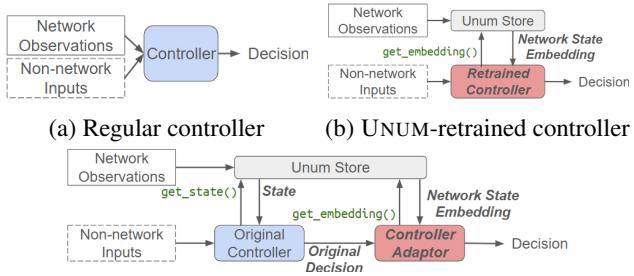 Network
Observations
Non-network
Inputs
Controller
Decision
(a) Regular controller
Network
Observations
Unum Store
get_embedding()
Network State
Embedding
Non-network
Inputs
Retrained
Controller
Decision
(b) UNUM-retrained controller
Network
Observations
Unum Store
get_state()
State
get_embedding()
Network State
Embedding
Non-network
Inputs
Original
Controller
Original
Decision
Controller
Adaptor
Decision